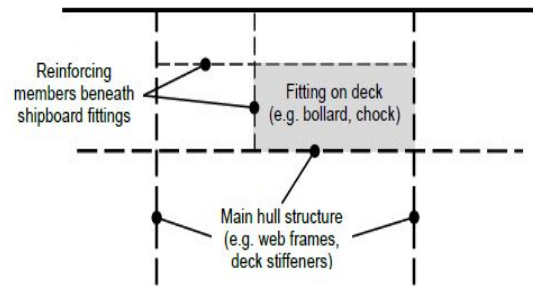 Reinforcing
members beneath
shipboard fittings
Fitting on deck
(e.g. bollard, chock)
Main hull structure
(e.g. web frames,
deck stiffeners)